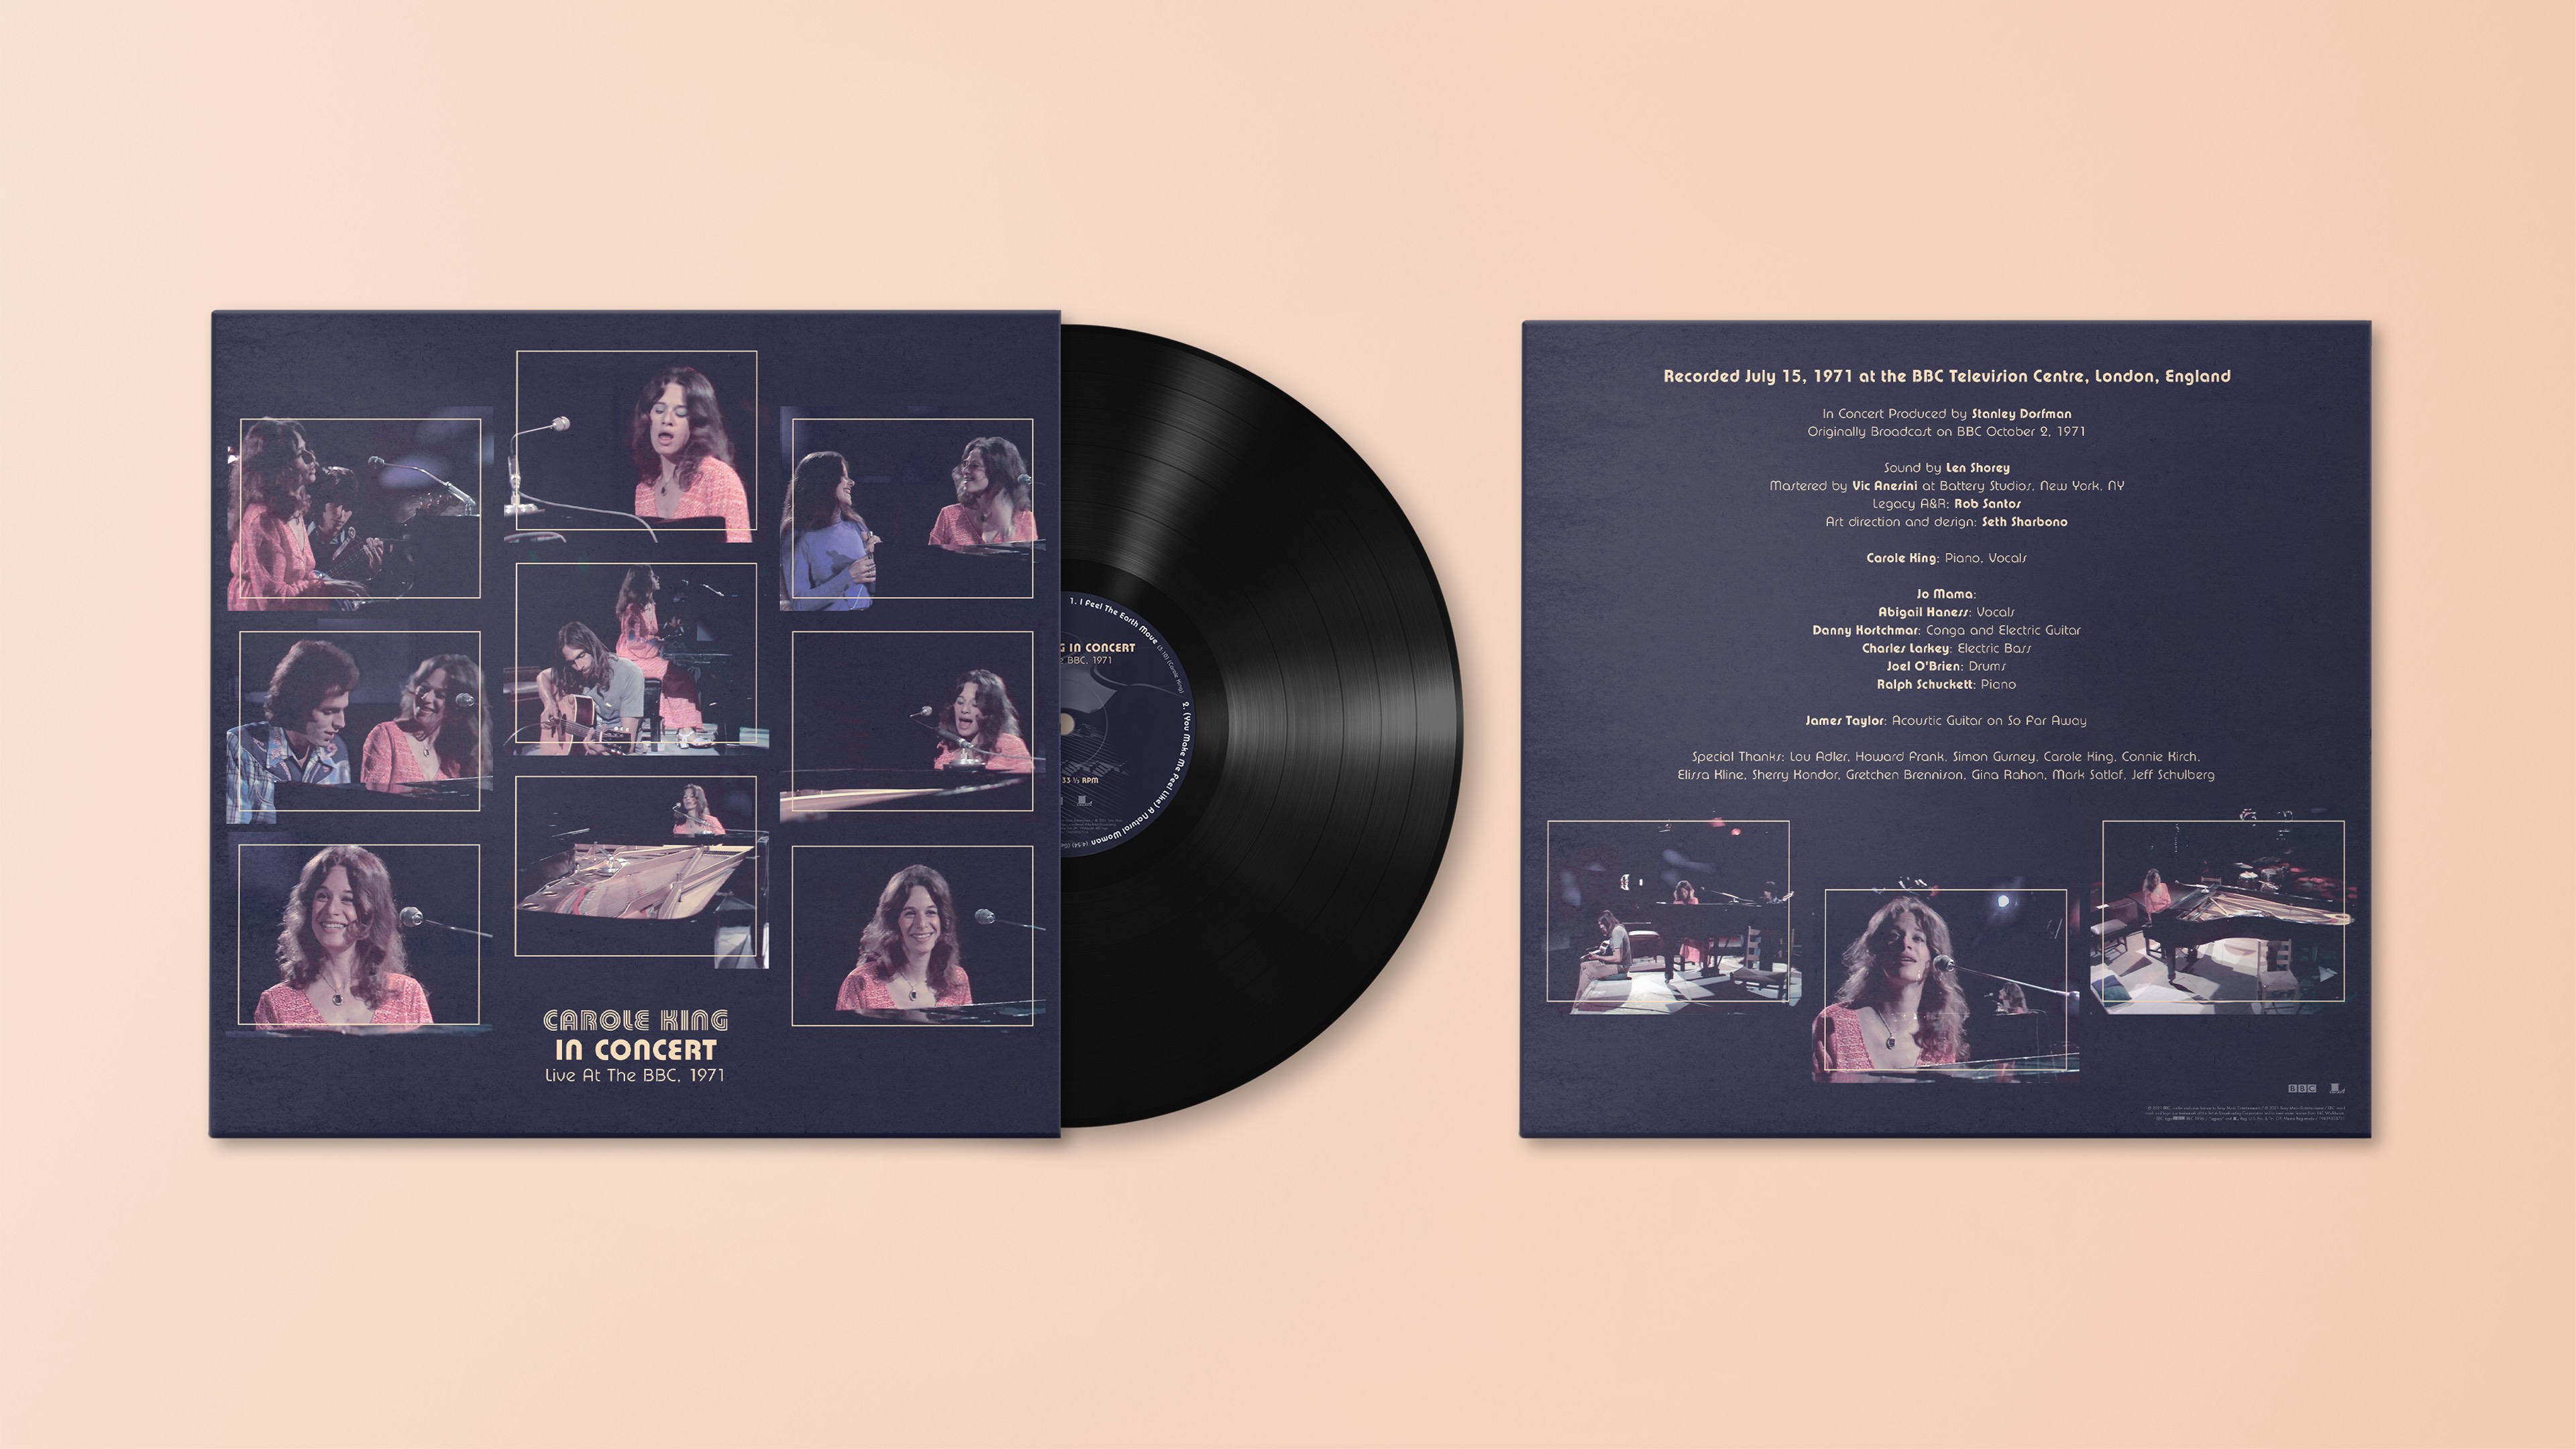 CAROLE KING
IN CONCERT
Live At The BBC, 1971
1. I Feel The Earth Move (3:10) (Carole King) 2. (You Make Me Feel Like) A Natural Woman (4:54)
IN CONCERT
BBC, 1971
33 ⅓ RPM
Recorded July 15, 1971 at the BBC Television Centre, London, England
In Concert Produced by Stanley Dorfman
Originally Broadcast on BBC October 2, 1971
Sound by Len Shorey
Mastered by Vic Anesini at Battery Studios, New York, NY
Legacy A&R: Rob Santos
Art direction and design: Seth Sharbono
Carole King: Piano, Vocals
Jo Mama:
Abigail Haness: Vocals
Danny Kortchmar: Conga and Electric Guitar
Charles Larkey: Electric Bass
Joel O'Brien: Drums
Ralph Schuckett: Piano
James Taylor: Acoustic Guitar on So Far Away
Special Thanks: Lou Adler, Howard Frank, Simon Gurney, Carole King, Connie Kirch,
Elissa Kline, Sherry Kondor, Gretchen Brennison, Gina Rahon, Mark Satlof, Jeff Schulberg
BBC